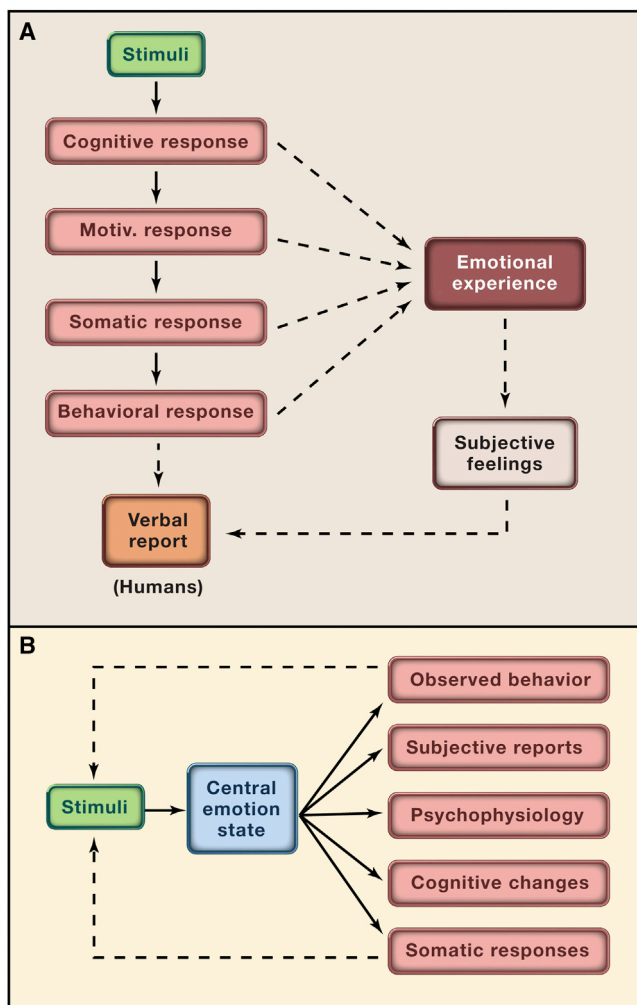 A
Stimuli
Cognitive response
Motiv. response
Somatic response
Behavioral response
Emotional
experience
Subjective
feelings
Verbal
report
(Humans)
B
Observed behavior
Subjective reports
Stimuli
Central
emotion
state
Psychophysiology
Cognitive changes
Somatic responses